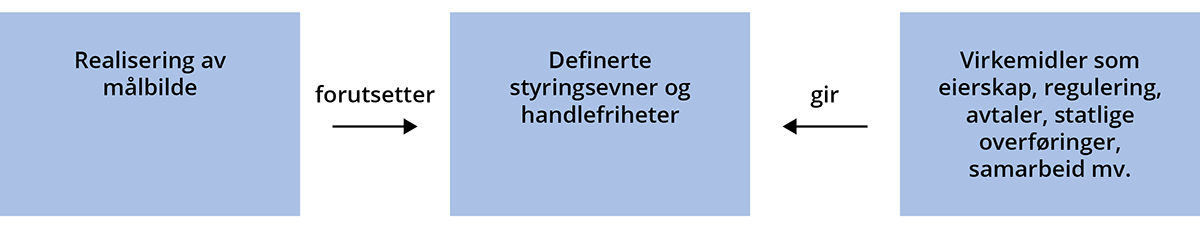 Realisering av
målbilde
forutsetter
Definerte
styringsevner og
handlefriheter
gir
Virkemidler som
eierskap, regulering,
avtaler, statlige
overføringer,
samarbeid mv.